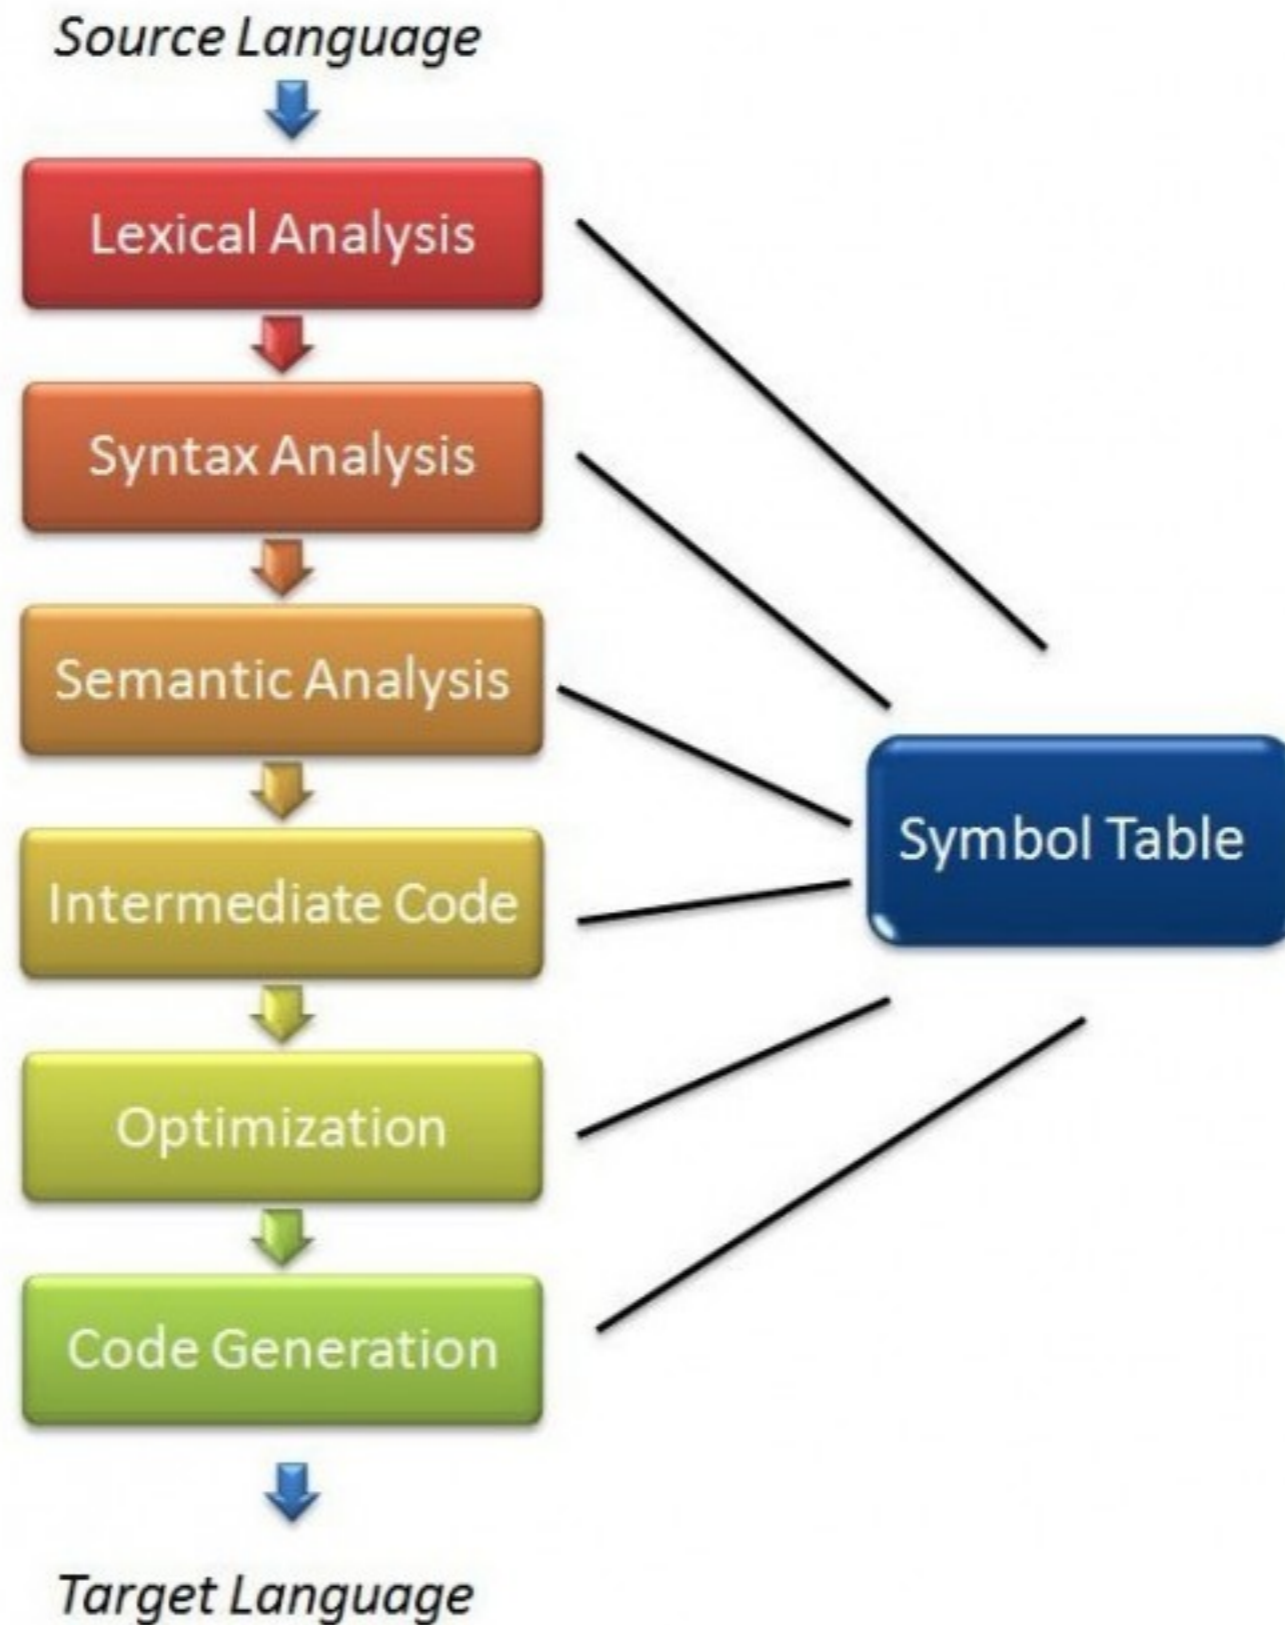 Source Language
Lexical Analysis
Syntax Analysis
Semantic Analysis
Intermediate Code
Symbol Table
Optimization
Code Generation
Target Language